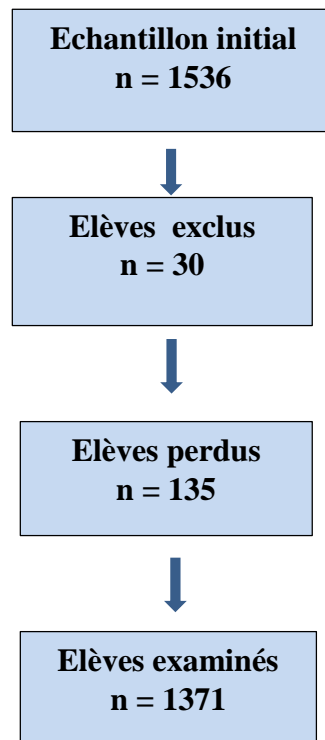 Echantillon initial
n = 1536
Elèves exclus
n = 30
Elèves perdus
n = 135
Elèves examinés
n = 1371